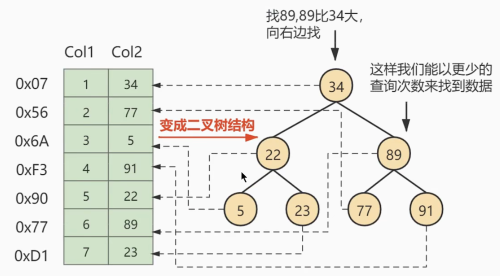 找89,89比34大，
向右边找
Col1 Col2
这样我们能以更少的
查询次数来找到数据
0x07 1 34
0x56 2 77
0x6A 3 5
0xF3 4 91
0x90 5 22
0x77 6 89
0xD1 7 23
变成二叉树结构
34
22 89
5 23 77 91